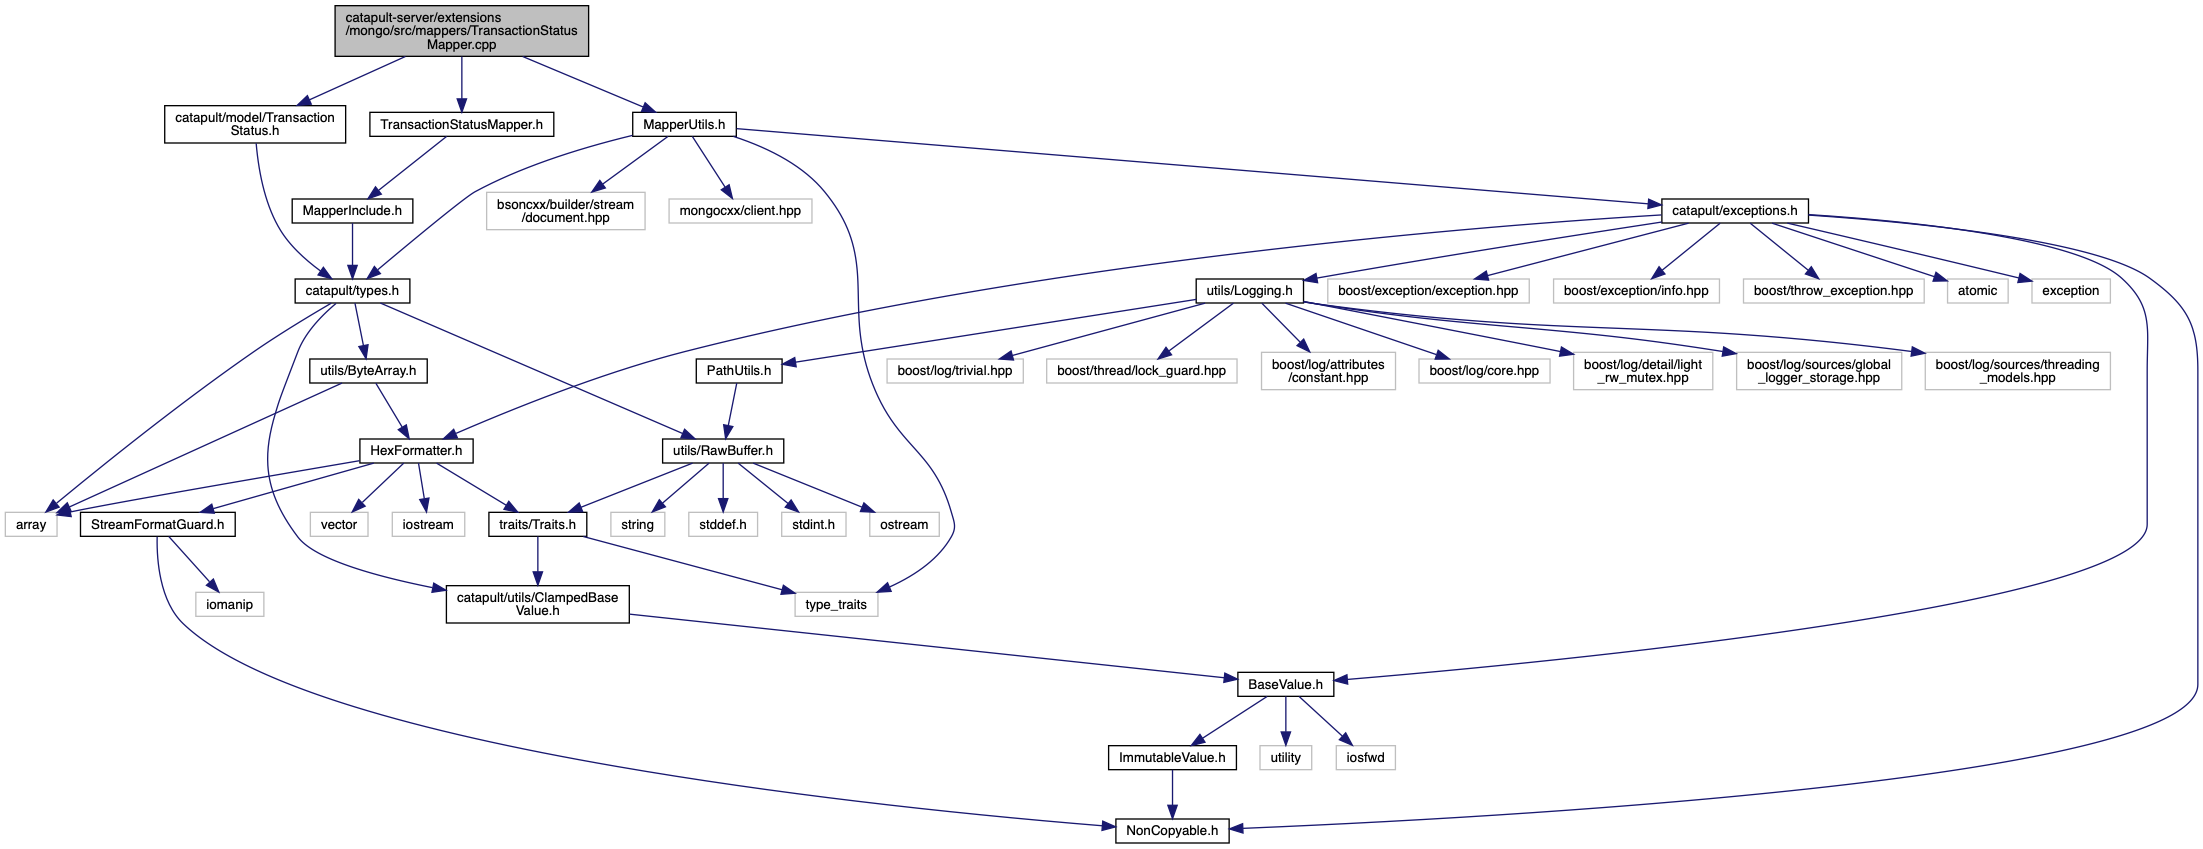 catapult-server/extensions
/mongo/src/mappers/TransactionStatus
Mapper.cpp
catapult/model/Transaction
Status.h
TransactionStatusMapper.h
MapperUtils.h
MapperInclude.h
bsoncxx/builder/stream
/document.hpp
mongocxx/client.hpp
catapult/exceptions.h
catapult/types.h
utils/Logging.h
boost/exception/exception.hpp
boost/exception/info.hpp
boost/throw_exception.hpp
atomic
exception
utils/ByteArray.h
PathUtils.h
boost/log/trivial.hpp
boost/thread/lock_guard.hpp
boost/log/attributes
/constant.hpp
boost/log/core.hpp
boost/log/detail/light
_rw_mutex.hpp
boost/log/sources/global
_logger_storage.hpp
boost/log/sources/threading
_models.hpp
HexFormatter.h
utils/RawBuffer.h
array
StreamFormatGuard.h
vector
iostream
traits/Traits.h
string
stddef.h
stdint.h
ostream
iomanip
catapult/utils/ClampedBase
Value.h
type_traits
BaseValue.h
ImmutableValue.h
utility
iosfwd
NonCopyable.h